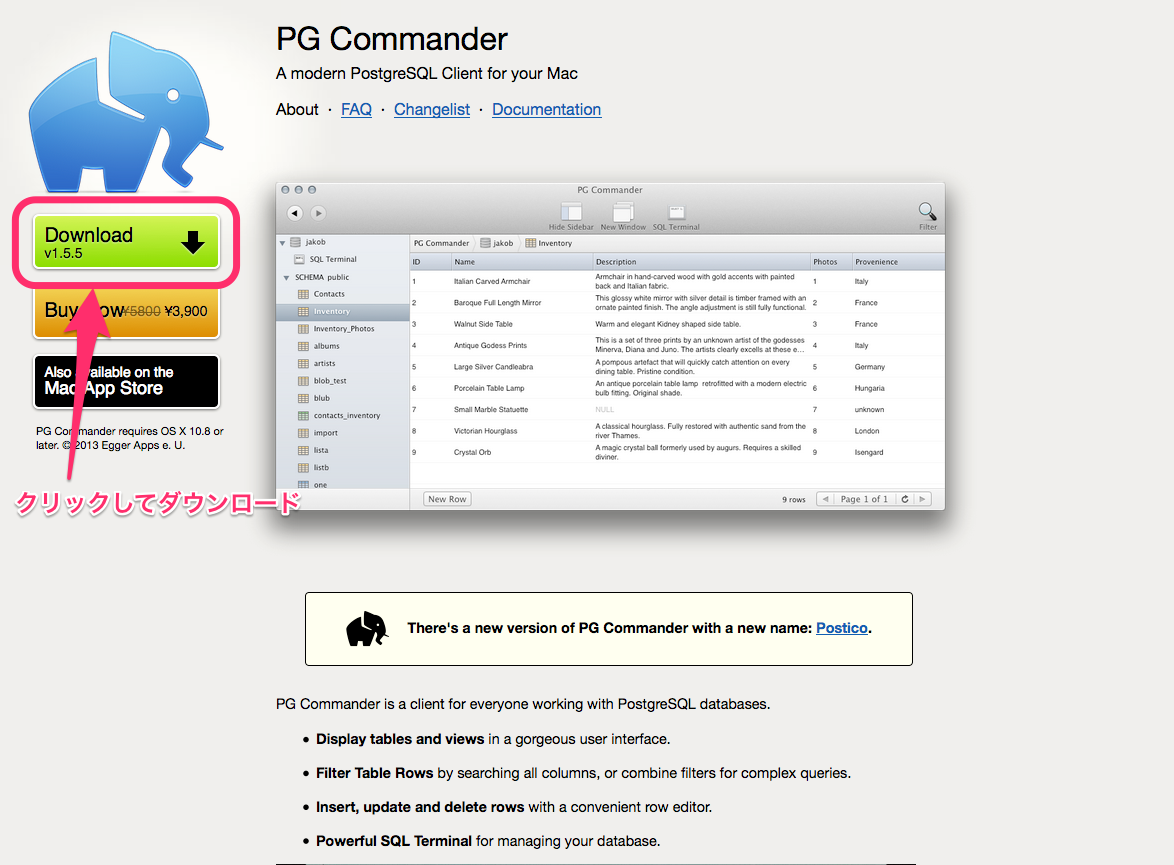 PG Commander
A modern PostgreSQL Client for your Mac
About · FAQ · Changelist · Documentation
Download
v1.5.5
Buy Now ¥5800 ¥3,900
Also available on the
Mac App Store
PG Commander requires OS X 10.8 or
later. © 2013 Egger Apps e. U.
クリックしてダウンロード
PG Commander
Hide Sidebar New Window SQL Terminal Filter
jakob
SQL Terminal
SCHEMA public
Contacts
Inventory
Inventory_Photos
albums
artists
blob_test
blub
contacts_inventory
import
lista
listb
one
PG Commander jakob Inventory
ID Name Description Photos Provenience
1 Italian Carved Armchair Armchair in hand-carved wood with gold accents with painted 1 Italy
back and Italian fabric.
2 Baroque Full Length Mirror This glossy white mirror with silver detail is timber framed with an 2 France
ornate painted finish. The angle adjustment is still fully functional.
3 Walnut Side Table Warm and elegant Kidney shaped side table. 3 France
4 Antique Godess Prints This is a set of three prints by an unknown artist of the godesses 4 Italy
Minerva, Diana and Juno. The artists clearly excells at these e…
5 Large Silver Candleabra A pompous artefact that will quickly catch attention on every 5 Germany
dining table. Pristine condition.
6 Porcelain Table Lamp An antique porcelain table lamp retrofitted with a modern electric 6 Hungaria
bulb fitting. Original shade.
7 Small Marble Statuette NULL 7 unknown
8 Victorian Hourglass A classical hourglass. Fully restored with authentic sand from the 8 London
river Thames.
9 Crystal Orb A magic crystal ball formerly used by augurs. Requires a skilled 9 Isengard
diviner.
New Row 9 rows Page 1 of 1
There's a new version of PG Commander with a new name: Postico.
PG Commander is a client for everyone working with PostgreSQL databases.
• Display tables and views in a gorgeous user interface.
• Filter Table Rows by searching all columns, or combine filters for complex queries.
• Insert, update and delete rows with a convenient row editor.
• Powerful SQL Terminal for managing your database.